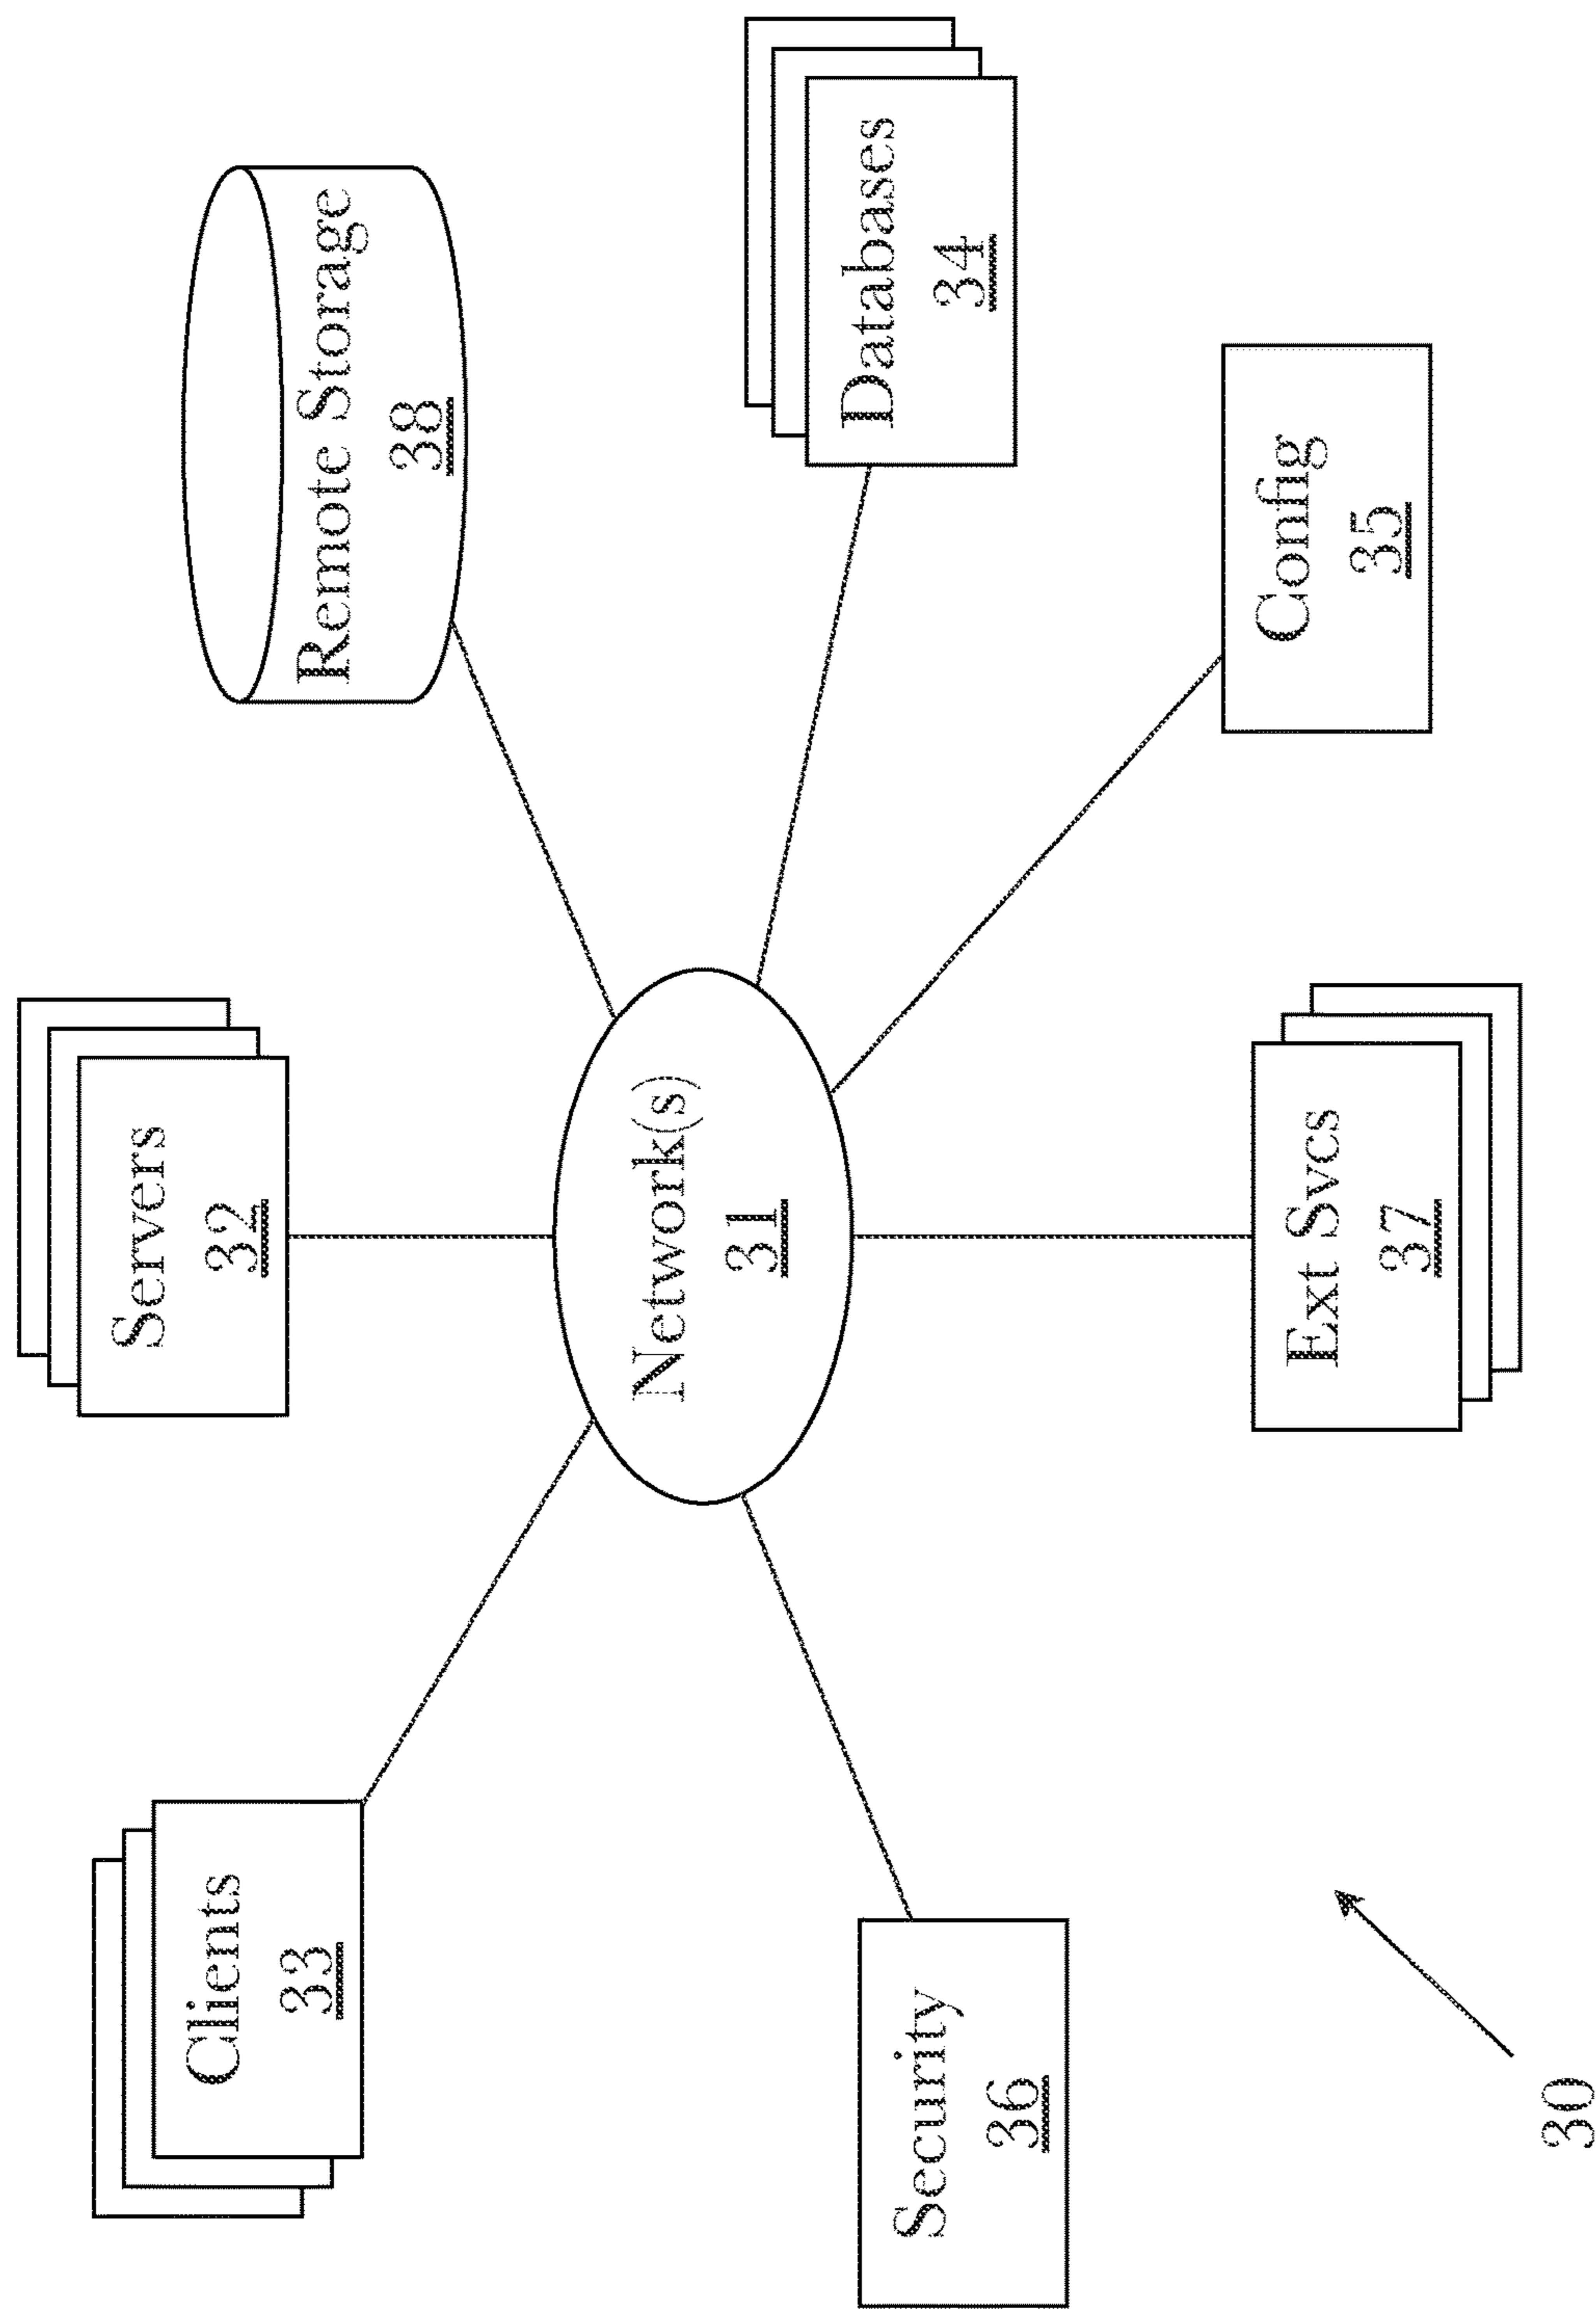 Servers
32
Clients
33
Remote Storage
38
Network(s)
31
Databases
34
Security
36
Config
35
Ext Svcs
37
30